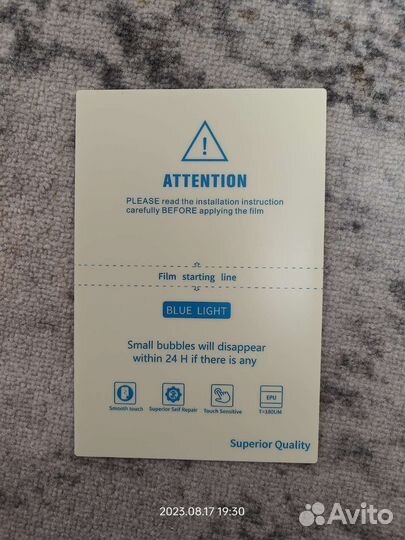 !
ATTENTION
PLEASE read the installation instruction
carefully BEFORE applying the film
Film starting line
BLUE LIGHT
Small bubbles will disappear
within 24 H if there is any
EPU
Smooth touch Superior Self Repair Touch Sensitive T=180UM
Superior Quality
2023.08.17 19:30
Avito